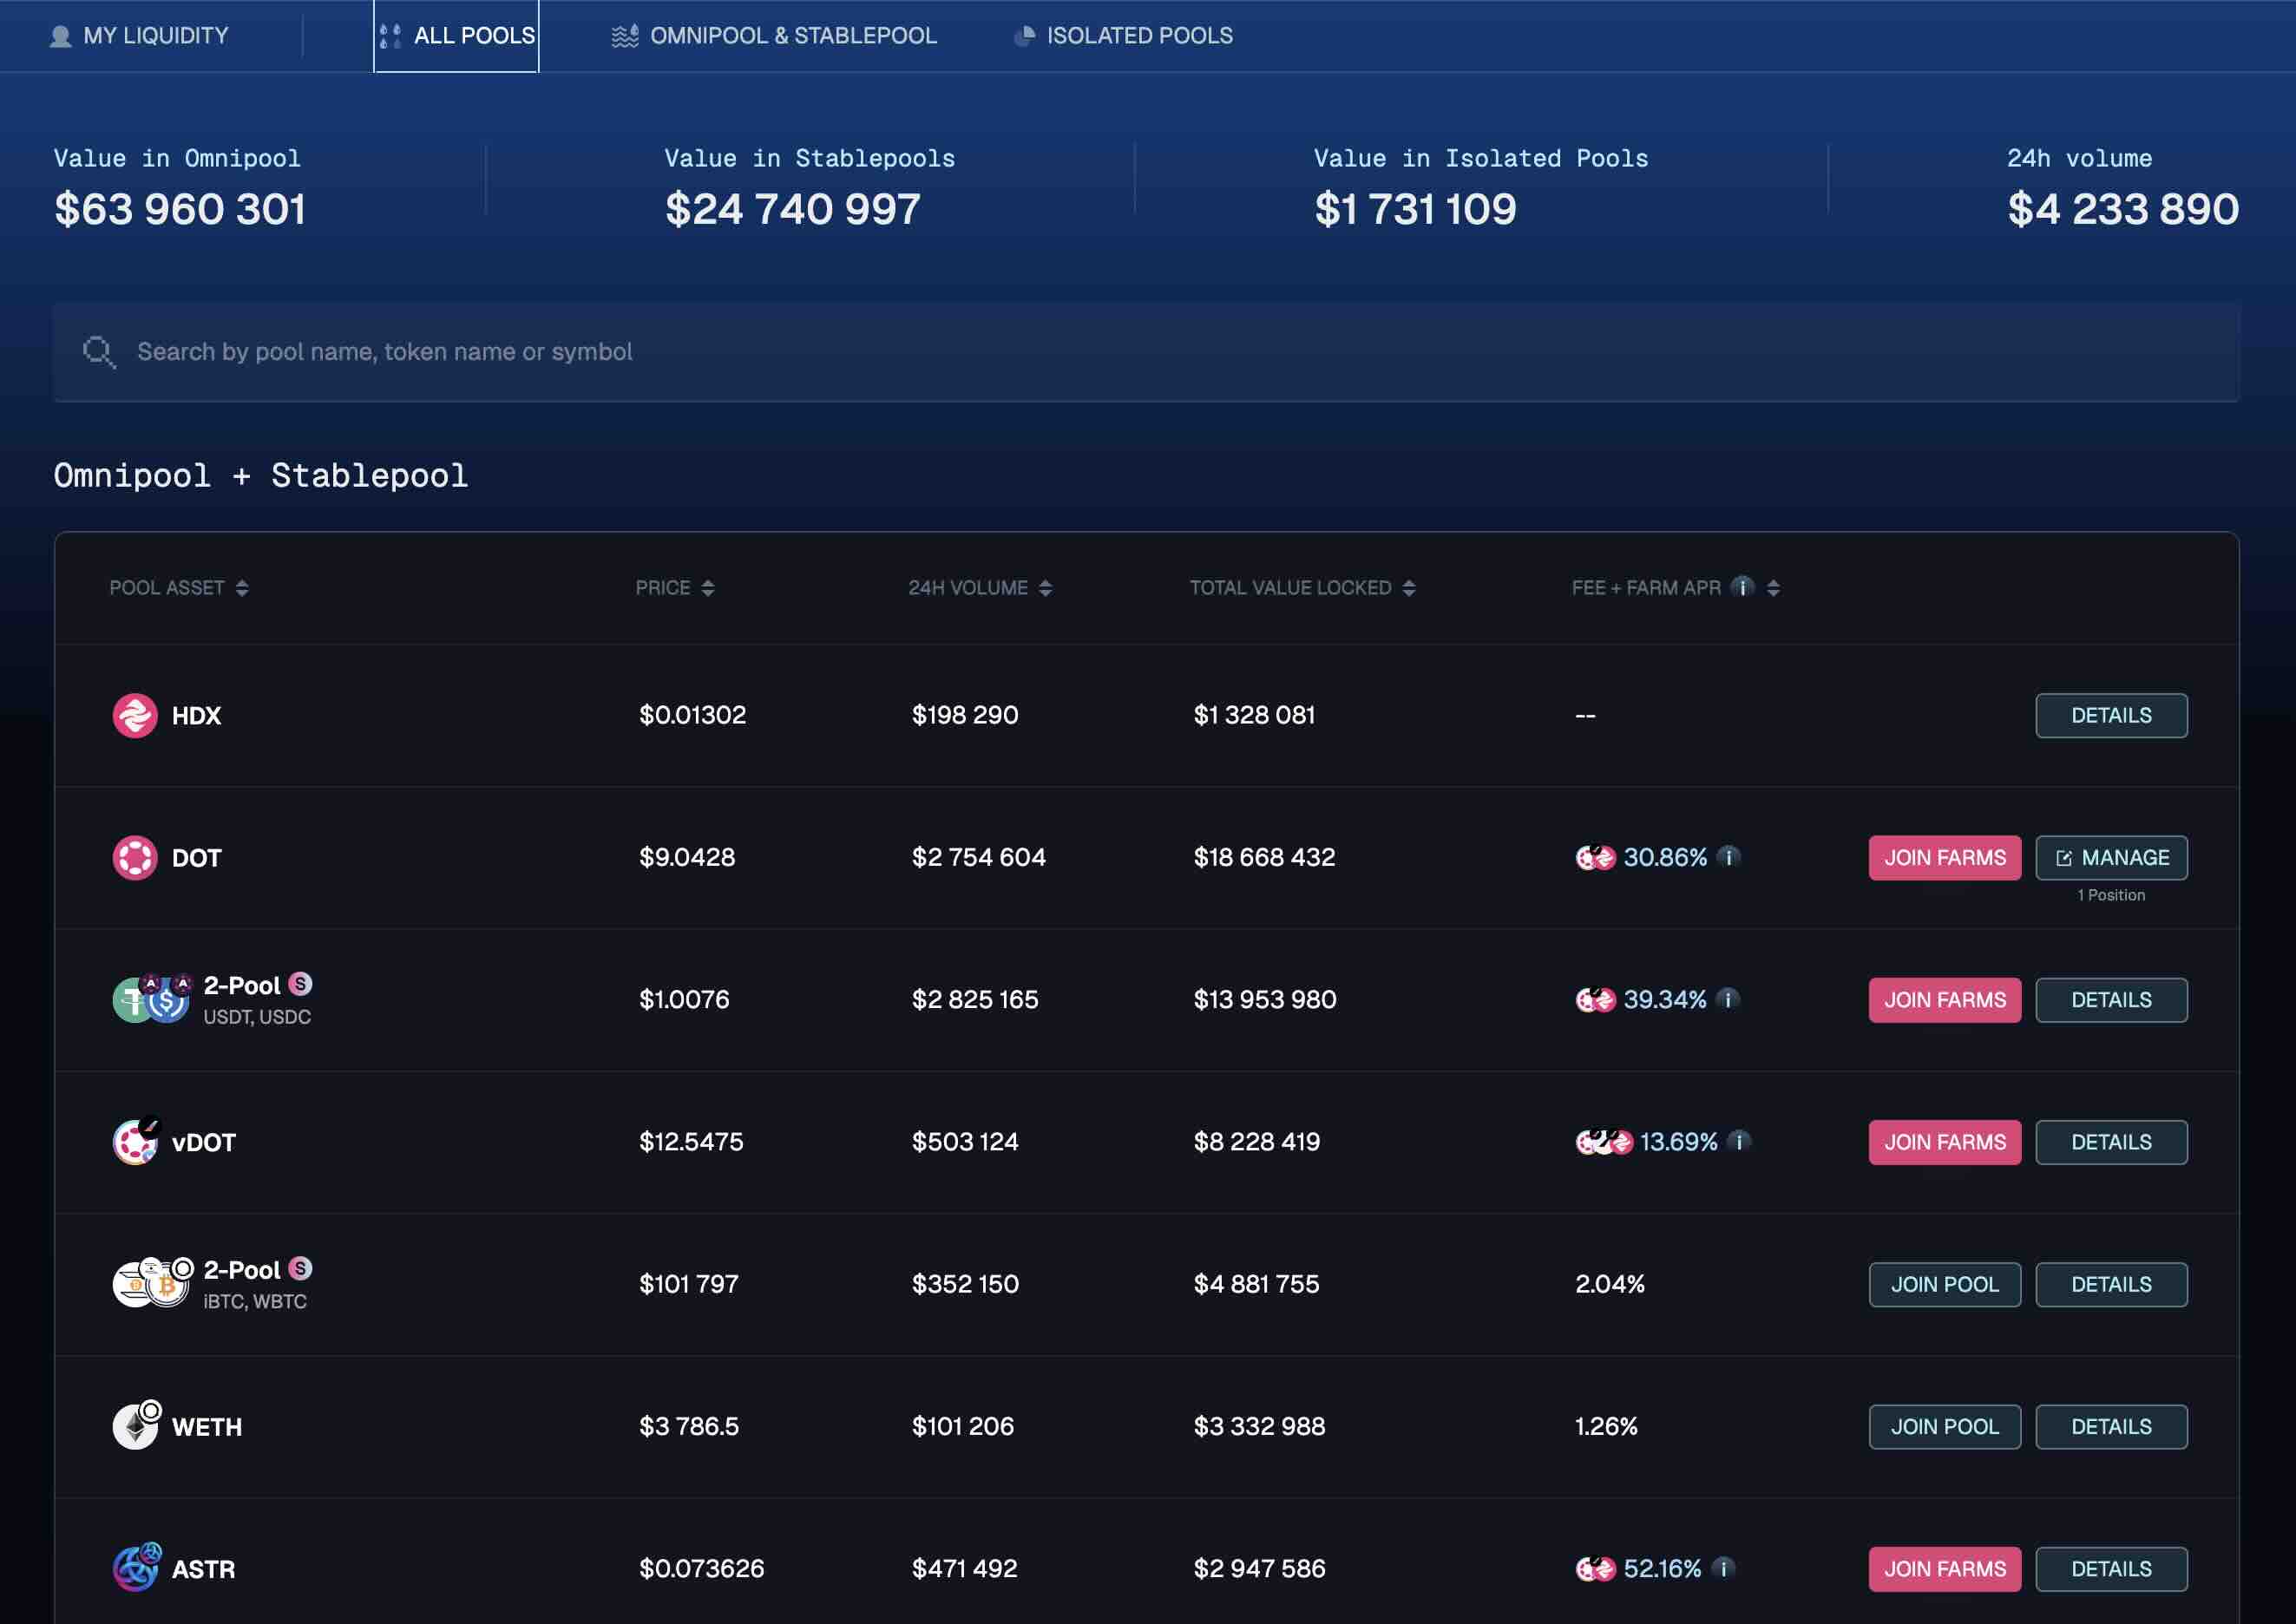 MY LIQUIDITY
ALL POOLS
OMNIPOOL & STABLEPOOL
ISOLATED POOLS
Value in Omnipool
$63 960 301
Value in Stablepools
$24 740 997
Value in Isolated Pools
$1 731 109
24h volume
$4 233 890
Search by pool name, token name or symbol
Omnipool + Stablepool
POOL ASSET PRICE 24H VOLUME TOTAL VALUE LOCKED FEE + FARM APR i
HDX $0.01302 $198 290 $1 328 081 -- DETAILS
DOT $9.0428 $2 754 604 $18 668 432 30.86% i JOIN FARMS MANAGE
1 Position
2-Pool S
USDT, USDC
$1.0076 $2 825 165 $13 953 980 39.34% i JOIN FARMS DETAILS
vDOT $12.5475 $503 124 $8 228 419 13.69% i JOIN FARMS DETAILS
2-Pool S
iBTC, WBTC
$101 797 $352 150 $4 881 755 2.04% JOIN POOL DETAILS
WETH $3 786.5 $101 206 $3 332 988 1.26% JOIN POOL DETAILS
ASTR $0.073626 $471 492 $2 947 586 52.16% i JOIN FARMS DETAILS